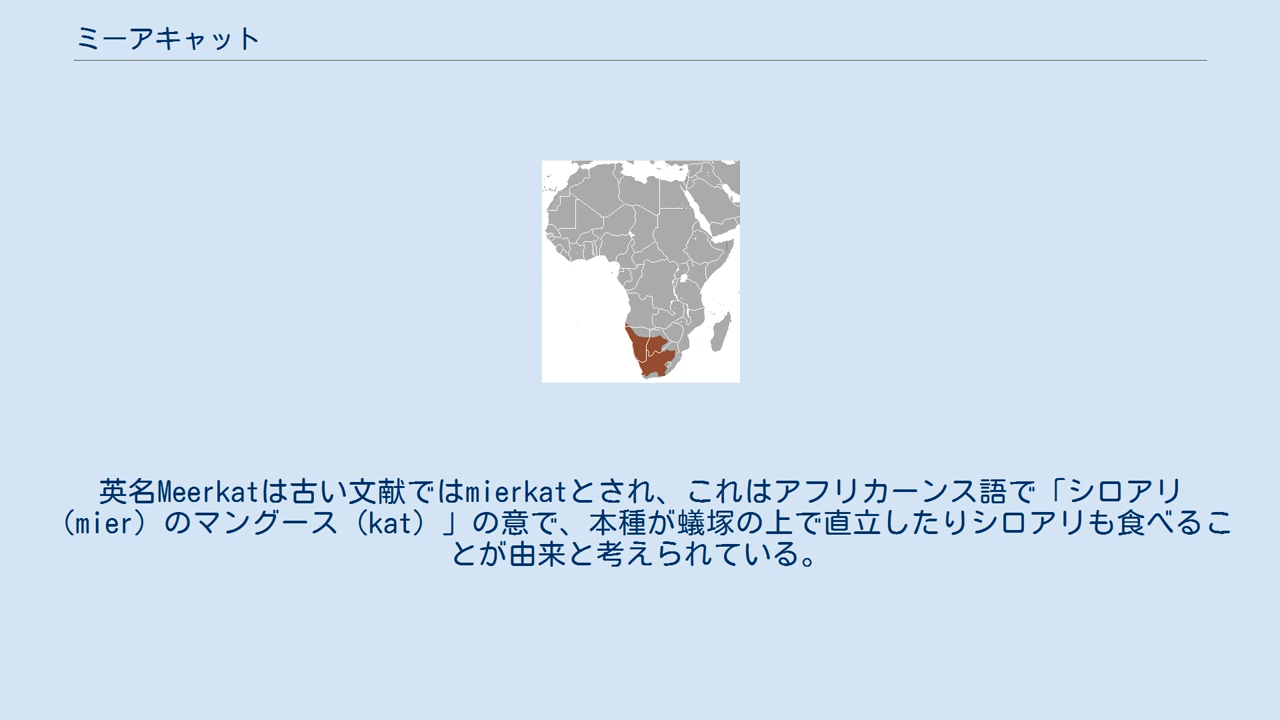 ミーアキャット
英名Meerkatは古い文献ではmierkatとされ、これはアフリカーンス語で「シロアリ
（mier）のマングース（kat）」の意で、本種が蟻塚の上で直立したりシロアリも食べるこ
とが由来と考えられている。